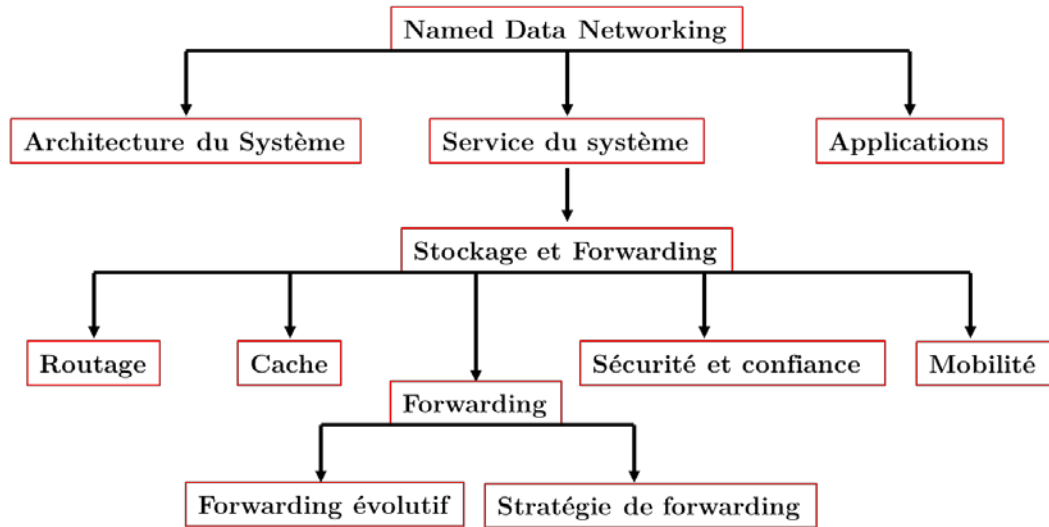 Named Data Networking
Architecture du Système
Service du système
Applications
Stockage et Forwarding
Routage
Cache
Sécurité et confiance
Mobilité
Forwarding
Forwarding évolutif
Stratégie de forwarding